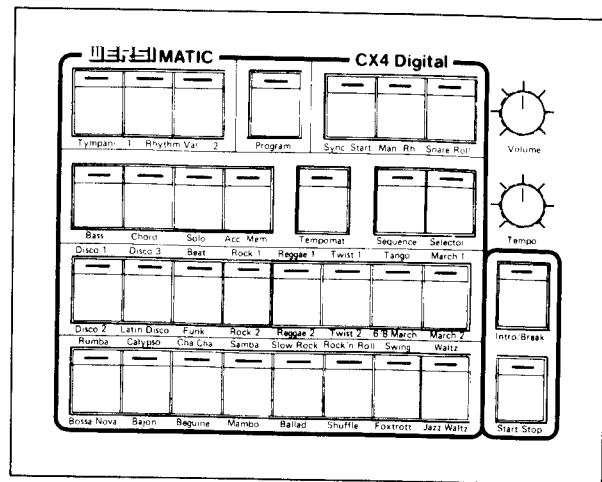 WERSIMATIC CX4 Digital
Tympani 1 Rhythm Var. 2 Program Sync Start Man Rh. Snare Roll
Volume
Bass Chord Solo Acc Mem Tempomat Sequence Selector
Tempo
Disco 1 Disco 3 Beat Rock 1 Reggae 1 Twist 1 Tango March 1
Disco 2 Latin Disco Funk Rock 2 Reggae 2 Twist 2 6/8 March March 2
Intro Break
Rumba Calypso Cha Cha Samba Slow Rock Rock'n Roll Swing Waltz
Bossa Nova Bajon Beguine Mambo Ballad Shuffle Foxtrott Jazz Waltz
Start Stop